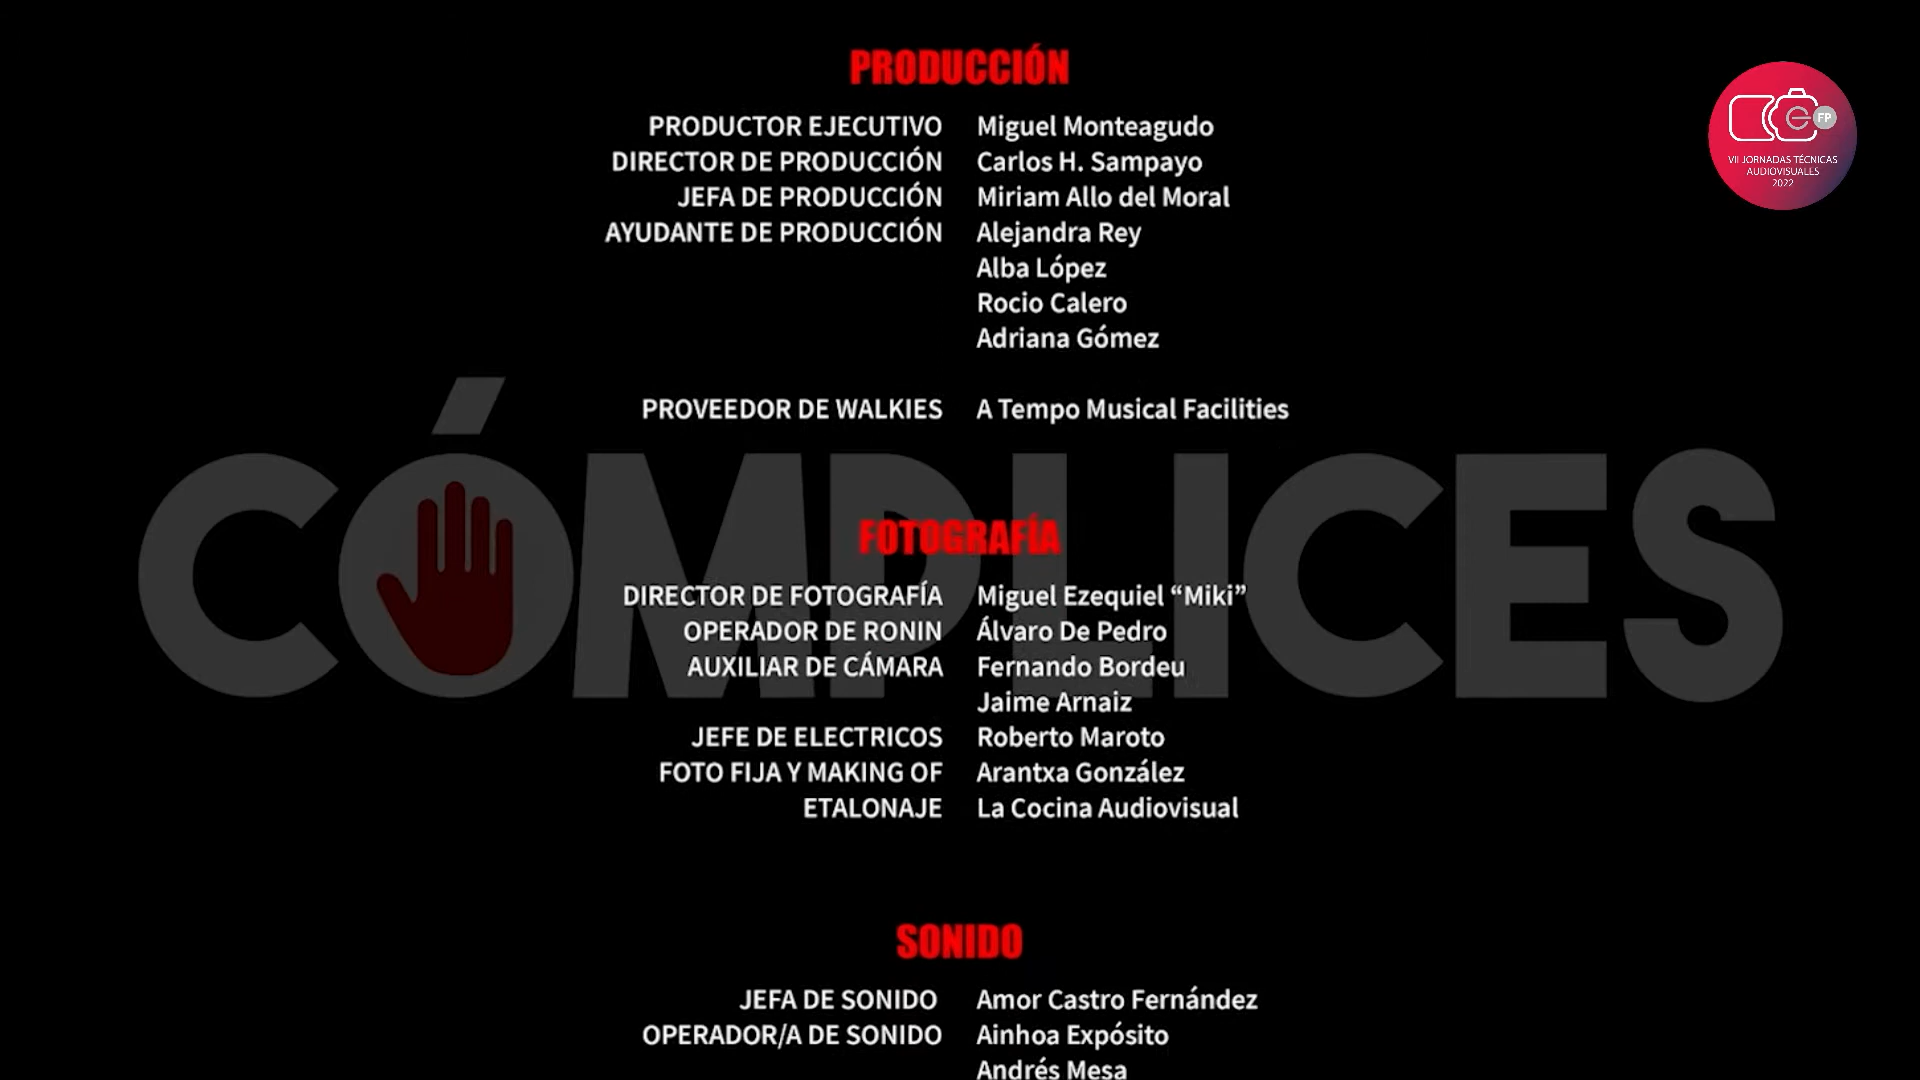 PRODUCCIÓN
PRODUCTOR EJECUTIVO Miguel Monteagudo
DIRECTOR DE PRODUCCIÓN Carlos H. Sampayo
JEFA DE PRODUCCIÓN Miriam Allo del Moral
AYUDANTE DE PRODUCCIÓN Alejandra Rey
Alba López
Rocio Calero
Adriana Gómez
PROVEEDOR DE WALKIES A Tempo Musical Facilities
CÓMPLICES
FOTOGRAFÍA
DIRECTOR DE FOTOGRAFÍA Miguel Ezequiel “Miki”
OPERADOR DE RONIN Álvaro De Pedro
AUXILIAR DE CÁMARA Fernando Bordeu
Jaime Arnaiz
JEFE DE ELECTRICOS Roberto Maroto
FOTO FIJA Y MAKING OF Arantxa González
ETALONAJE La Cocina Audiovisual
SONIDO
JEFA DE SONIDO Amor Castro Fernández
OPERADOR/A DE SONIDO Ainhoa Expósito
Andrés Mesa
e FP
VII JORNADAS TÉCNICAS
AUDIOVISUALES
2022